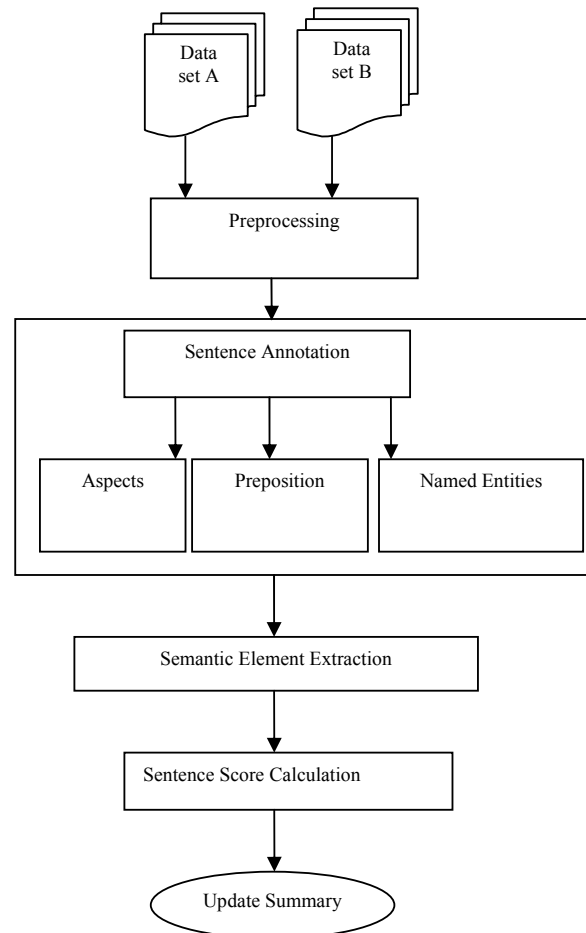 Data
set A
Data
set B
Preprocessing
Sentence Annotation
Aspects
Preposition
Named Entities
Semantic Element Extraction
Sentence Score Calculation
Update Summary